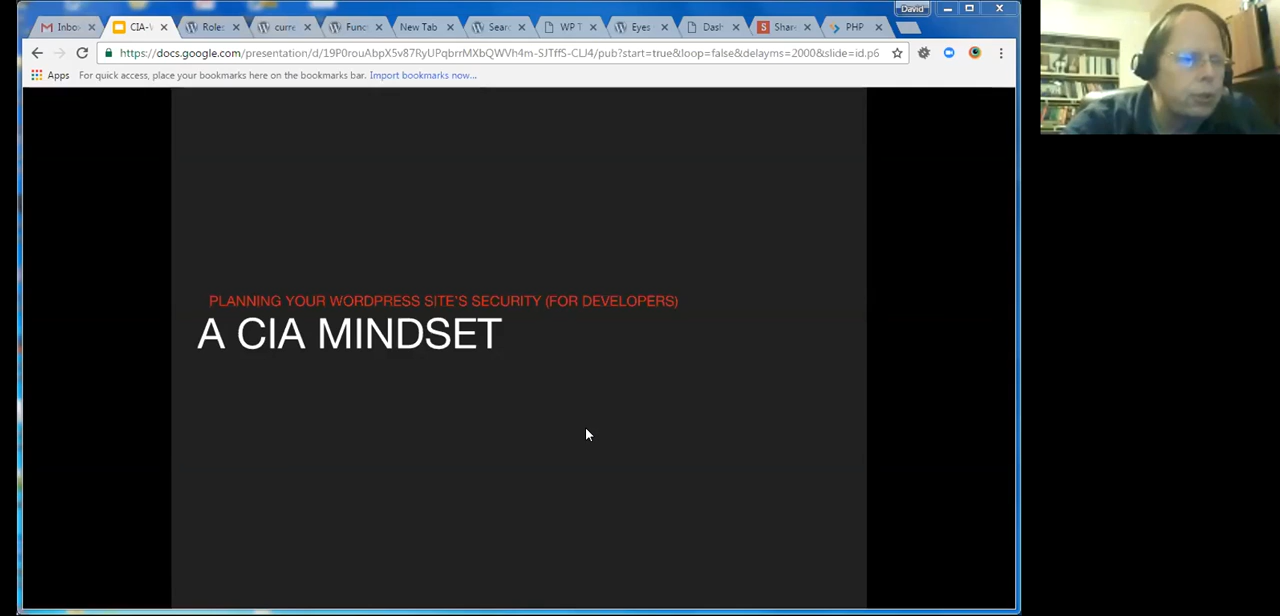 David
Inbo
CIA-
Role:
curre
Func
New Tab
Searc
WP T
Eyes
Dash
Share
PHP
https://docs.google.com/presentation/d/19P0rouAbpX5v87RyUPqbrrMXbQWVh4m-SJTffS-CLJ4/pub?start=true&loop=false&delayms=2000&slide=id.p6
Apps For quick access, place your bookmarks here on the bookmarks bar. Import bookmarks now...
PLANNING YOUR WORDPRESS SITE'S SECURITY (FOR DEVELOPERS)
A CIA MINDSET